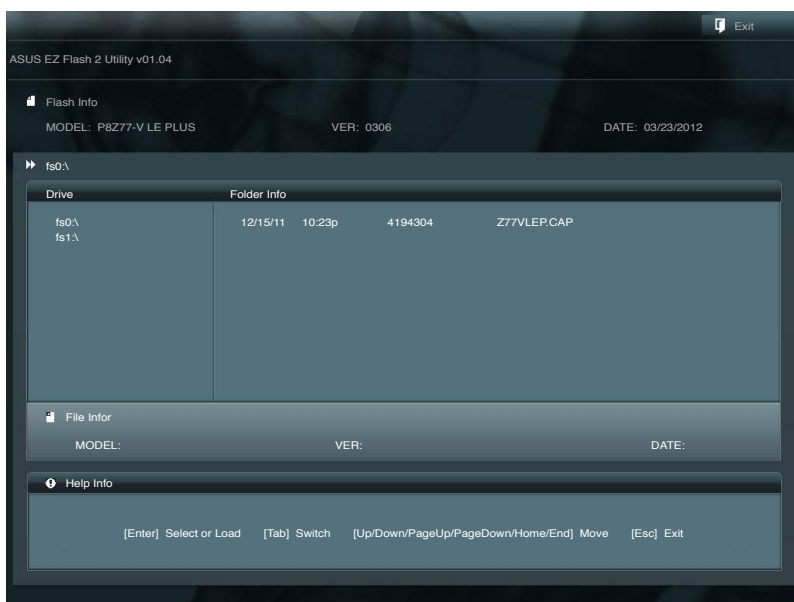 Exit
ASUS EZ Flash 2 Utility v01.04
Flash Info
MODEL: P8Z77-V LE PLUS VER: 0306 DATE: 03/23/2012
fs0:\
Drive Folder Info
fs0:\ 12/15/11 10:23p 4194304 Z77VLEP.CAP
fs1:\
File Infor
MODEL: VER: DATE:
Help Info
[Enter] Select or Load [Tab] Switch [Up/Down/PageUp/PageDown/Home/End] Move [Esc] Exit